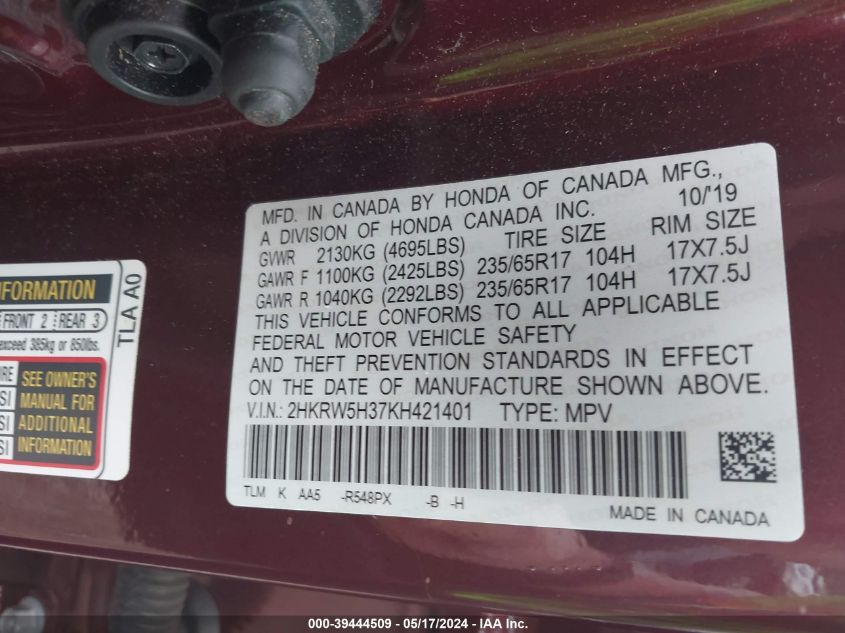 MFD. IN CANADA BY HONDA OF CANADA MFG., 10/'19
A DIVISION OF HONDA CANADA INC.
GVWR 2130KG (4695LBS) TIRE SIZE RIM SIZE
GAWR F 1100KG (2425LBS) 235/65R17 104H 17X7.5J
GAWR R 1040KG (2292LBS) 235/65R17 104H 17X7.5J
THIS VEHICLE CONFORMS TO ALL APPLICABLE
FEDERAL MOTOR VEHICLE SAFETY
AND THEFT PREVENTION STANDARDS IN EFFECT
ON THE DATE OF MANUFACTURE SHOWN ABOVE.
V.I.N.: 2HKRW5H37KH421401 TYPE: MPV
TLM K AA5 -R548PX -B -H
MADE IN CANADA
FRONT 2 REAR 3
exceed 385kg or 850lbs.
SEE OWNER'S
MANUAL FOR
ADDITIONAL
INFORMATION
TLA A0
000-39444509 - 05/17/2024 - IAA Inc.